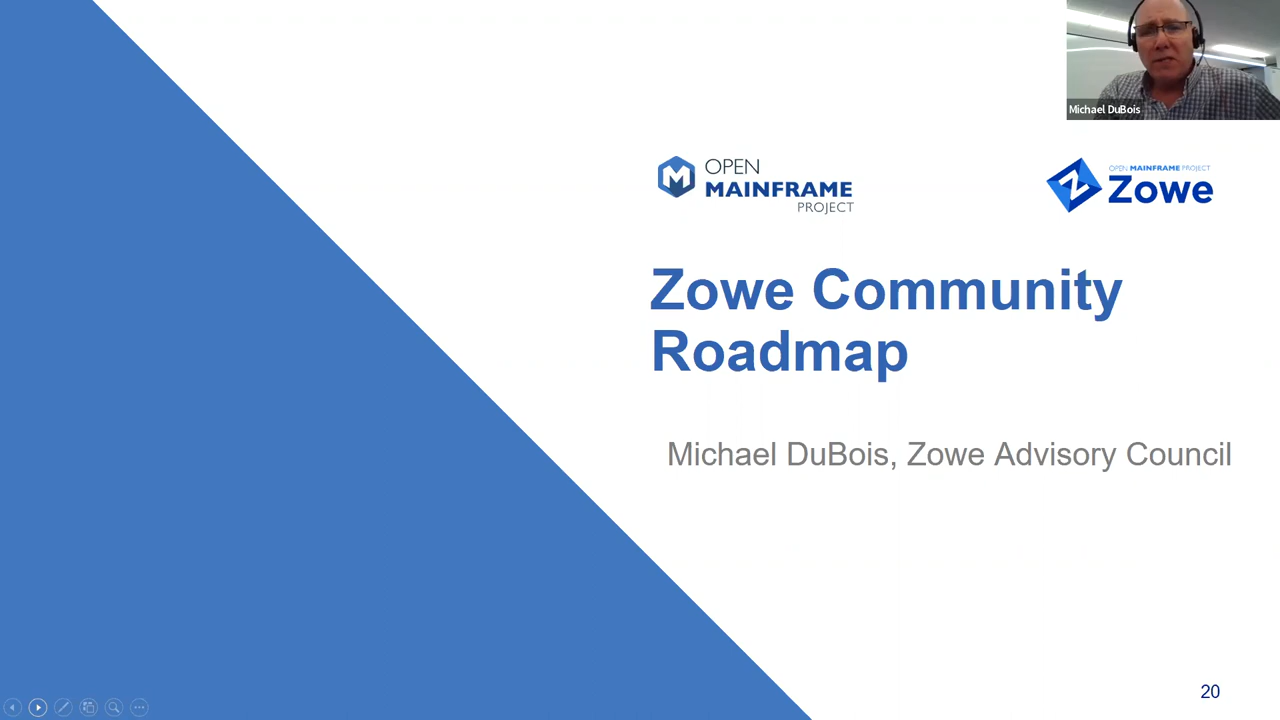 Michael DuBois
OPEN
MAINFRAME
PROJECT
OPEN MAINFRAME PROJECT
Zowe
Zowe Community
Roadmap
Michael DuBois, Zowe Advisory Council
20